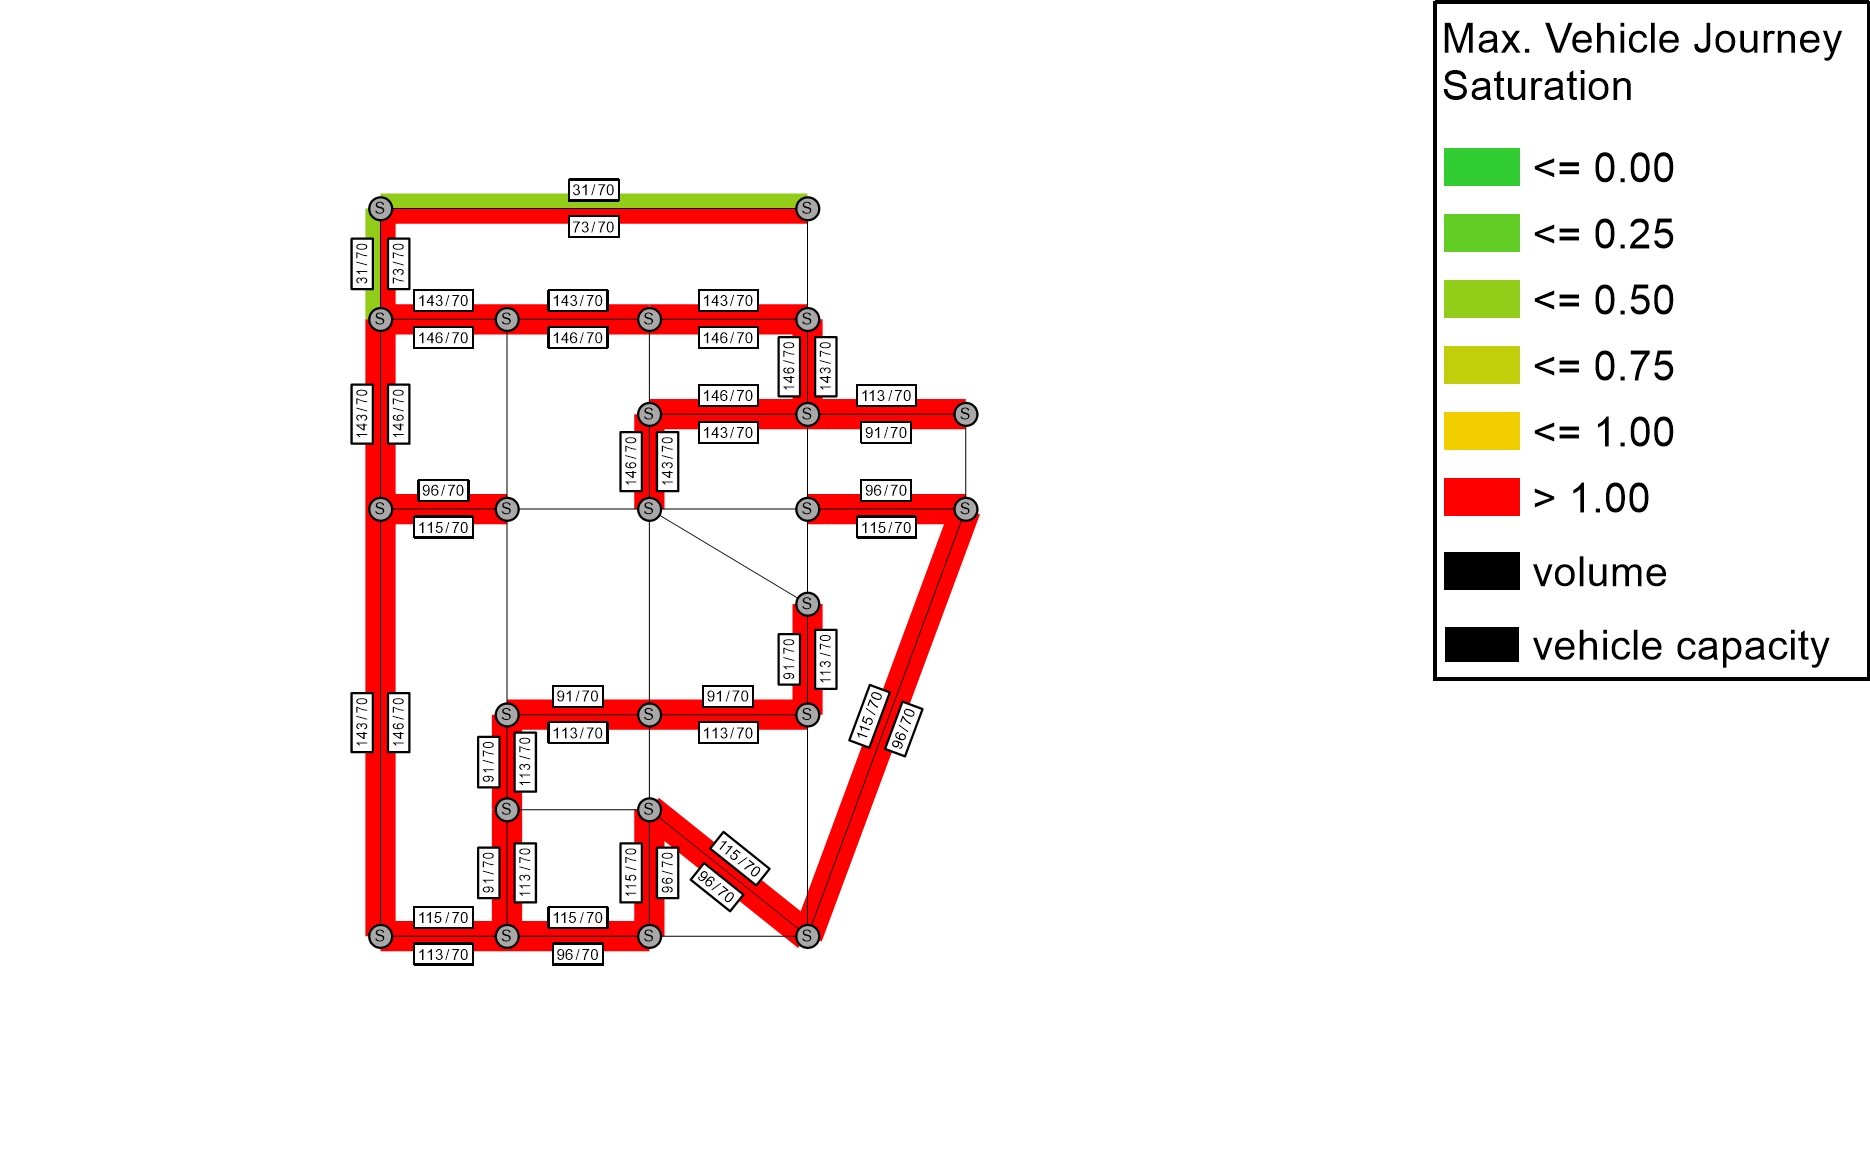 Max. Vehicle Journey
Saturation
<= 0.00
<= 0.25
<= 0.50
<= 0.75
<= 1.00
> 1.00
volume
vehicle capacity
31/70
S S
73/70
31/70 73/70
143/70 143/70 143/70
S S S S
146/70 146/70 146/70
146/70 143/70
146/70 113/70
143/70 146/70
S S S
143/70 91/70
146/70 143/70
96/70 96/70
S S S S S
115/70 115/70
S
91/70 113/70
91/70 91/70
143/70 146/70
S S S
115/70 96/70
113/70 113/70
91/70 113/70
S S
115/70
91/70 113/70 115/70 96/70
96/70
115/70 115/70
S S S S
113/70 96/70